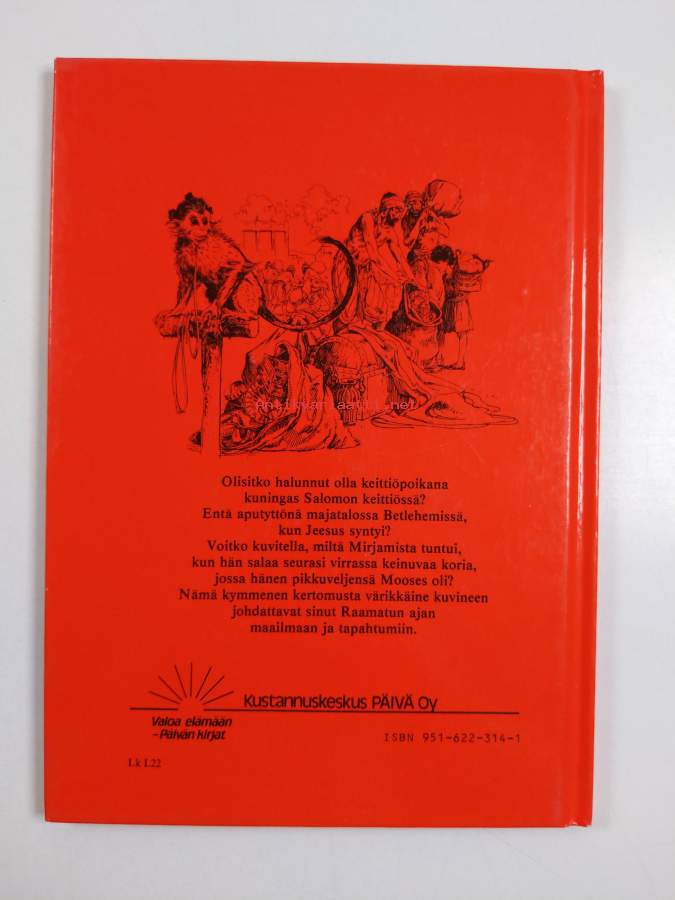 Antikvariaatti.net
Olisitko halunnut olla keittiöpoikana
kuningas Salomon keittiössä?
Entä aputyttönä majatalossa Betlehemissä,
kun Jeesus syntyi?
Voitko kuvitella, miltä Mirjamista tuntui,
kun hän salaa seurasi virrassa keinuvaa koria,
jossa hänen pikkuveljensä Mooses oli?
Nämä kymmenen kertomusta värikkäine kuvineen
johdattavat sinut Raamatun ajan
maailmaan ja tapahtumiin.
Kustannuskeskus PÄIVÄ Oy
Valoa elämään
–Päivän kirjat
ISBN 951-622-314-1
Lk L22